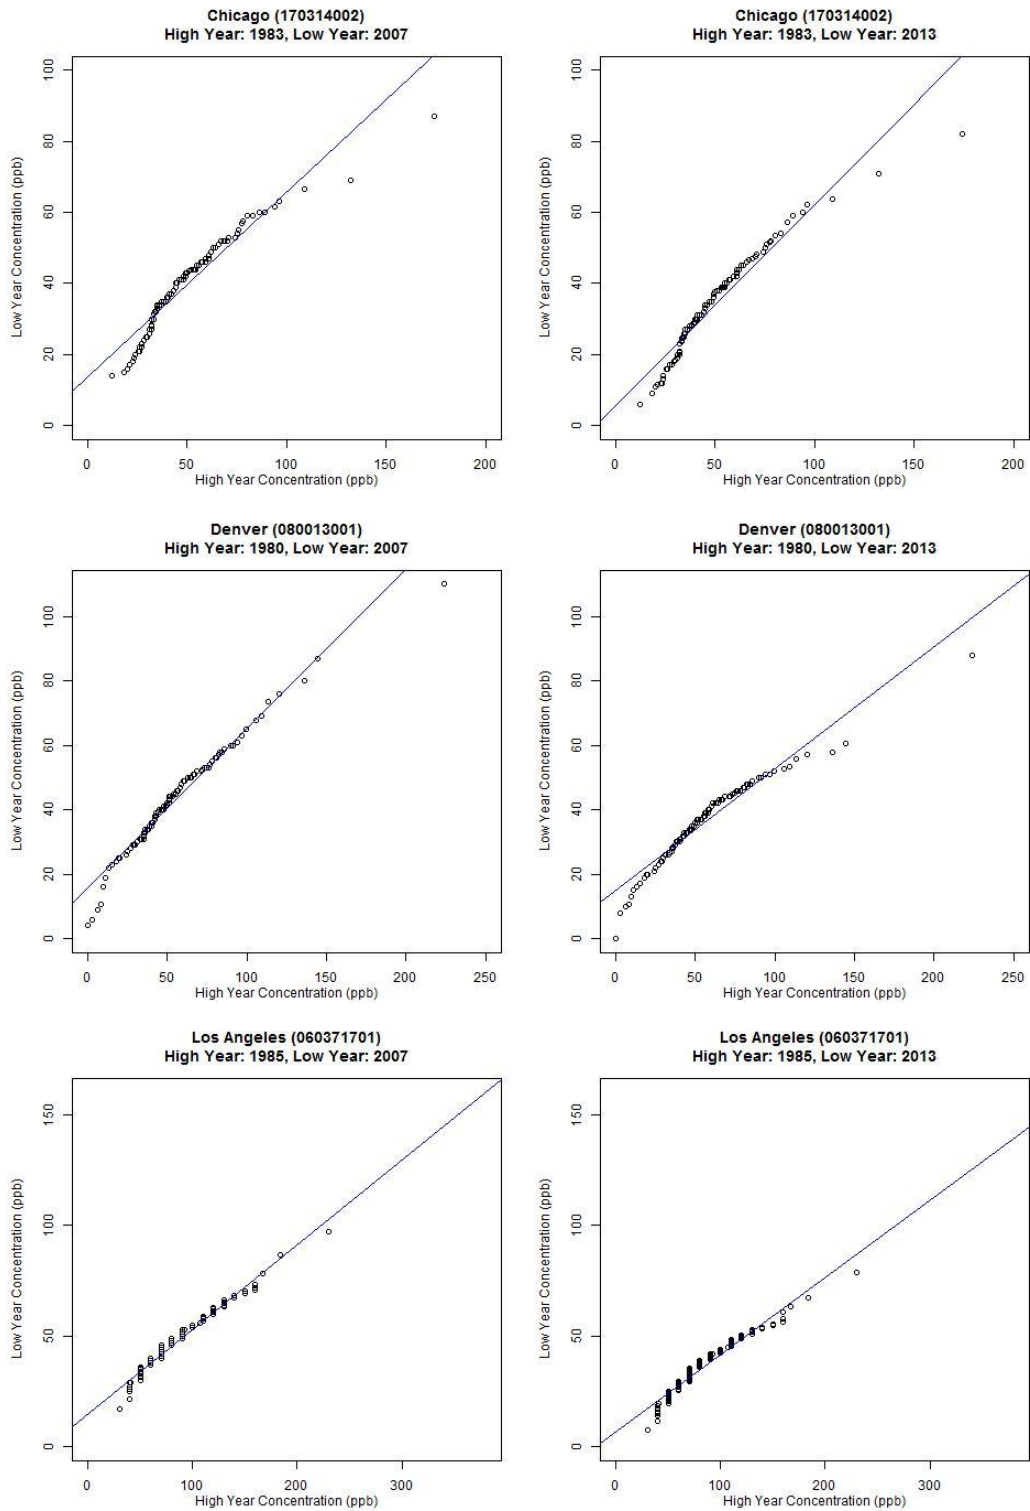 Chicago (170314002)
High Year: 1983, Low Year: 2007
100
80
60
40
20
0
Low Year Concentration (ppb)
0 50 100 150 200
High Year Concentration (ppb)
Chicago (170314002)
High Year: 1983, Low Year: 2013
100
80
60
40
20
0
Low Year Concentration (ppb)
0 50 100 150 200
High Year Concentration (ppb)
Denver (080013001)
High Year: 1980, Low Year: 2007
100
80
60
40
20
0
Low Year Concentration (ppb)
0 50 100 150 200 250
High Year Concentration (ppb)
Denver (080013001)
High Year: 1980, Low Year: 2013
100
80
60
40
20
0
Low Year Concentration (ppb)
0 50 100 150 200 250
High Year Concentration (ppb)
Los Angeles (060371701)
High Year: 1985, Low Year: 2007
150
100
50
0
Low Year Concentration (ppb)
0 100 200 300
High Year Concentration (ppb)
Los Angeles (060371701)
High Year: 1985, Low Year: 2013
150
100
50
0
Low Year Concentration (ppb)
0 100 200 300
High Year Concentration (ppb)